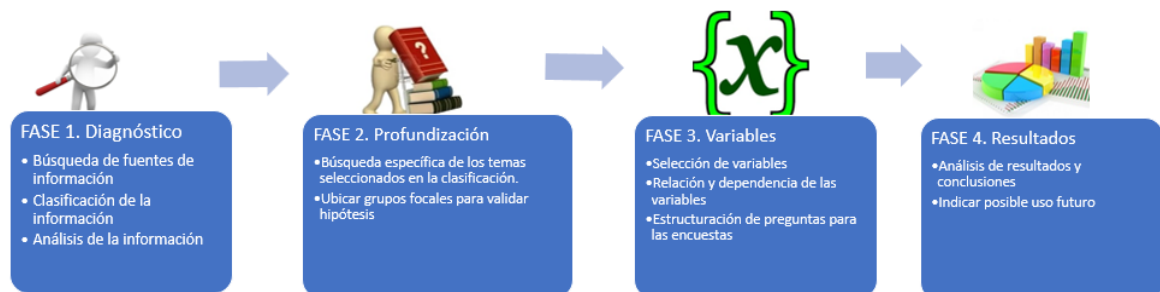 ?
{x}
FASE 1. Diagnóstico
• Búsqueda de fuentes de
información
• Clasificación de la
información
• Análisis de la información
FASE 2. Profundización
•Búsqueda específica de los temas
seleccionados en la clasificación.
•Ubicar grupos focales para validar
hipótesis
FASE 3. Variables
•Selección de variables
•Relación y dependencia de las
variables
•Estructuración de preguntas para
las encuestas
FASE 4. Resultados
•Análisis de resultados y
conclusiones
•Indicar posible uso futuro